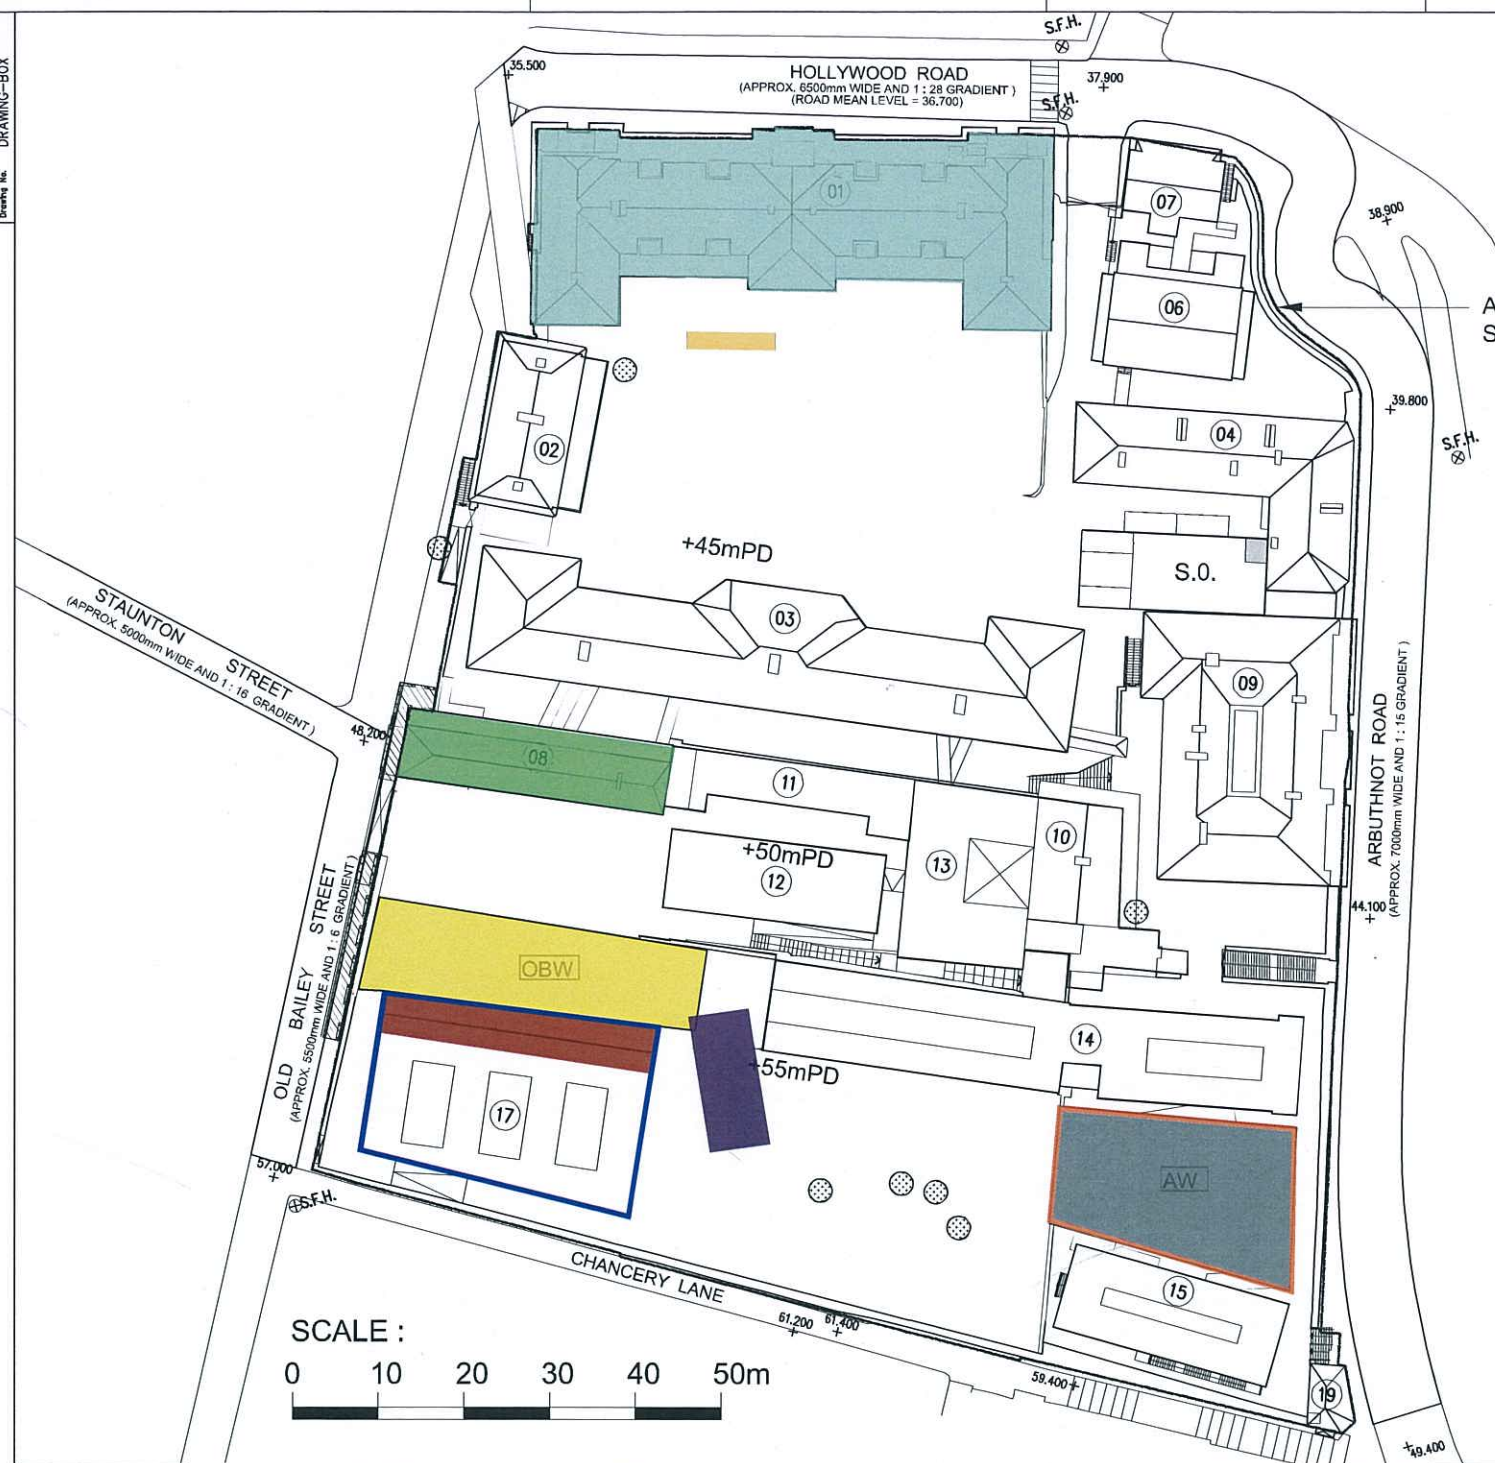 Drawing No. DRAWING-BOX
S.F.H.
35.500
HOLLYWOOD ROAD
(APPROX. 6500mm WIDE AND 1 : 28 GRADIENT )
(ROAD MEAN LEVEL = 36.700)
37.900
S.F.H.
01
07
38.900
06
A
S
39.800
04
02
S.F.H.
+45mPD
S.O.
STAUNTON STREET
(APPROX. 5000mm WIDE AND 1 : 16 GRADIENT )
03
09
ARBUTHNOT ROAD
(APPROX. 7000mm WIDE AND 1 : 15 GRADIENT )
48.200
08
11
10
+50mPD
13
12
44.100
OLD BAILEY STREET
(APPROX. 5500mm WIDE AND 1 : 6 GRADIENT )
OBW
14
+55mPD
17
57.000
AW
S.F.H.
CHANCERY LANE
15
61.200
61.400
SCALE :
0 10 20 30 40 50m
59.400
19
49.400